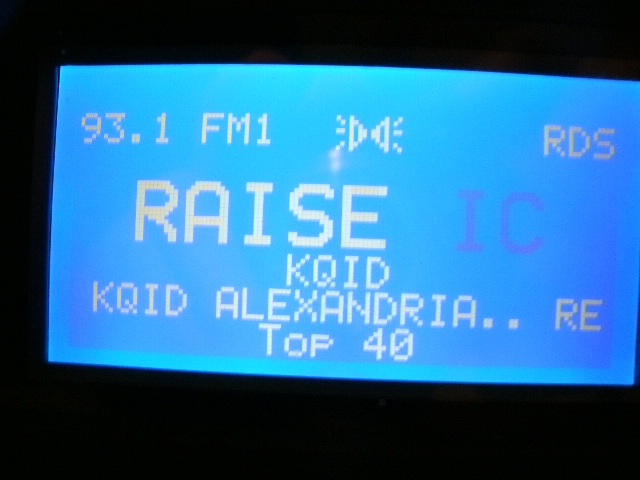 93.1 FM1 RDS
RAISE IC
KQID
KQID ALEXANDRIA.. RE
Top 40